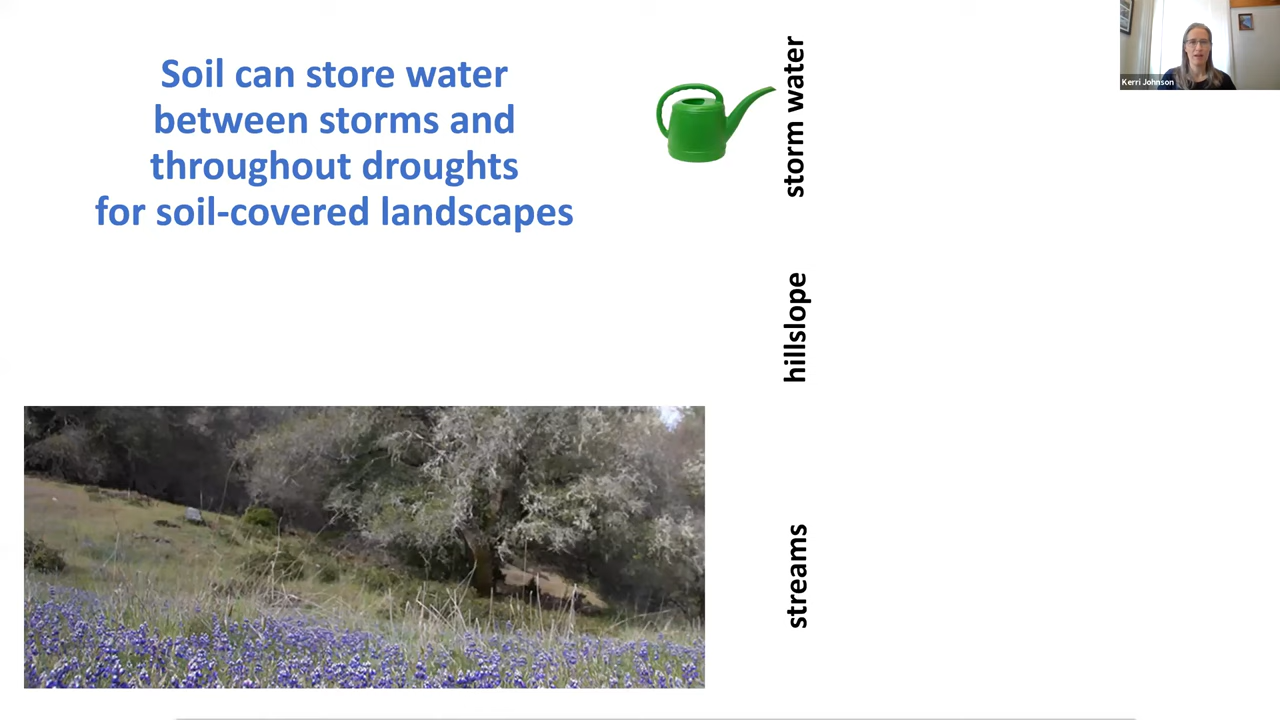 Soil can store water
between storms and
throughout droughts
for soil-covered landscapes
storm water
hillslope
streams
Kerri Johnson